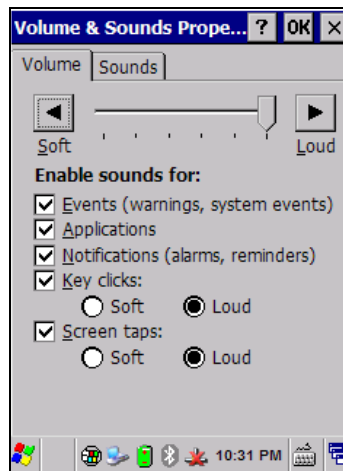 Volume & Sounds Prope... ? OK ×
Volume Sounds
Soft Loud
Enable sounds for:
Events (warnings, system events)
Applications
Notifications (alarms, reminders)
Key clicks:
Soft Loud
Screen taps:
Soft Loud
10:31 PM